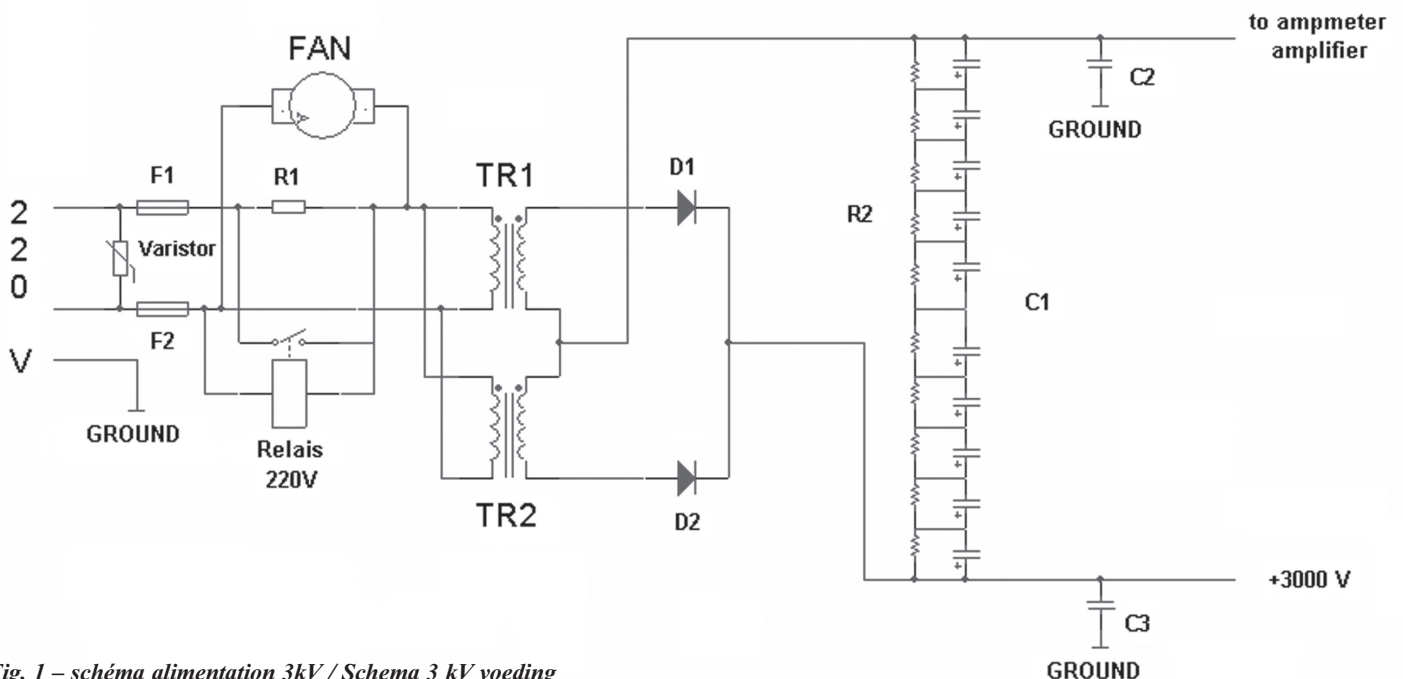 to ampmeter
amplifier
FAN
C2
GROUND
F1
R1
TR1
D1
2
2
0
V
Varistor
R2
C1
F2
GROUND
Relais
220V
TR2
D2
+3000 V
C3
GROUND
Fig. 1 – schéma alimentation 3kV / Schema 3 kV voeding